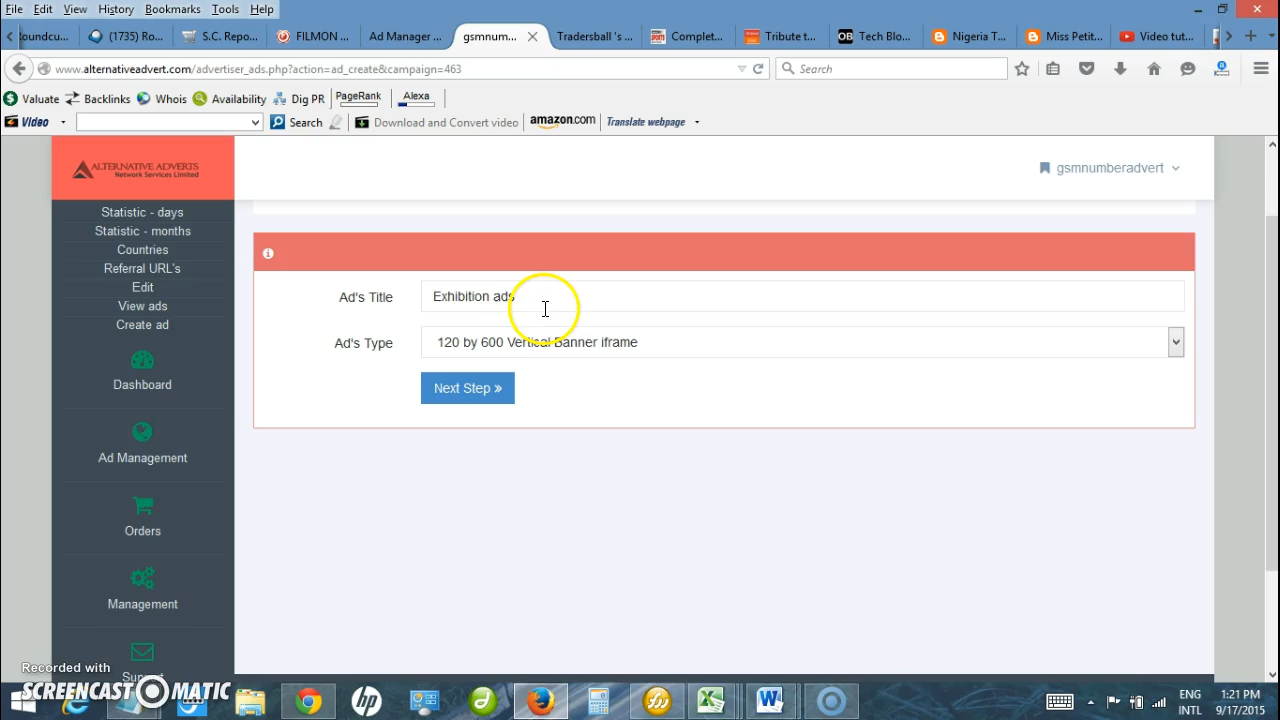 File Edit View History Bookmarks Tools Help
oundcu... (1735) Ro... S.C. Repo... FILMON ... Ad Manager ... gsmnum... Tradersball 's ... Complet... Tribute t... Tech Blo... Nigeria T... Miss Petit... Video tut...
www.alternativeadvert.com/advertiser_ads.php?action=ad_create&campaign=463 Search
Valuate Backlinks Whois Availability Dig PR PageRank Alexa
Video Search Download and Convert video amazon.com Translate webpage
ALTERNATIVE ADVERTS
Network Services Limited
gsmnumberadvert
Statistic - days
Statistic - months
Countries
Referral URL's
Edit
View ads
Create ad
Dashboard
Ad Management
Orders
Management
Ad's Title Exhibition ads
Ad's Type 120 by 600 Vertical Banner iframe
Next Step »
Recorded with
SCREENCAST MATIC
ENG
INTL
1:21 PM
9/17/2015